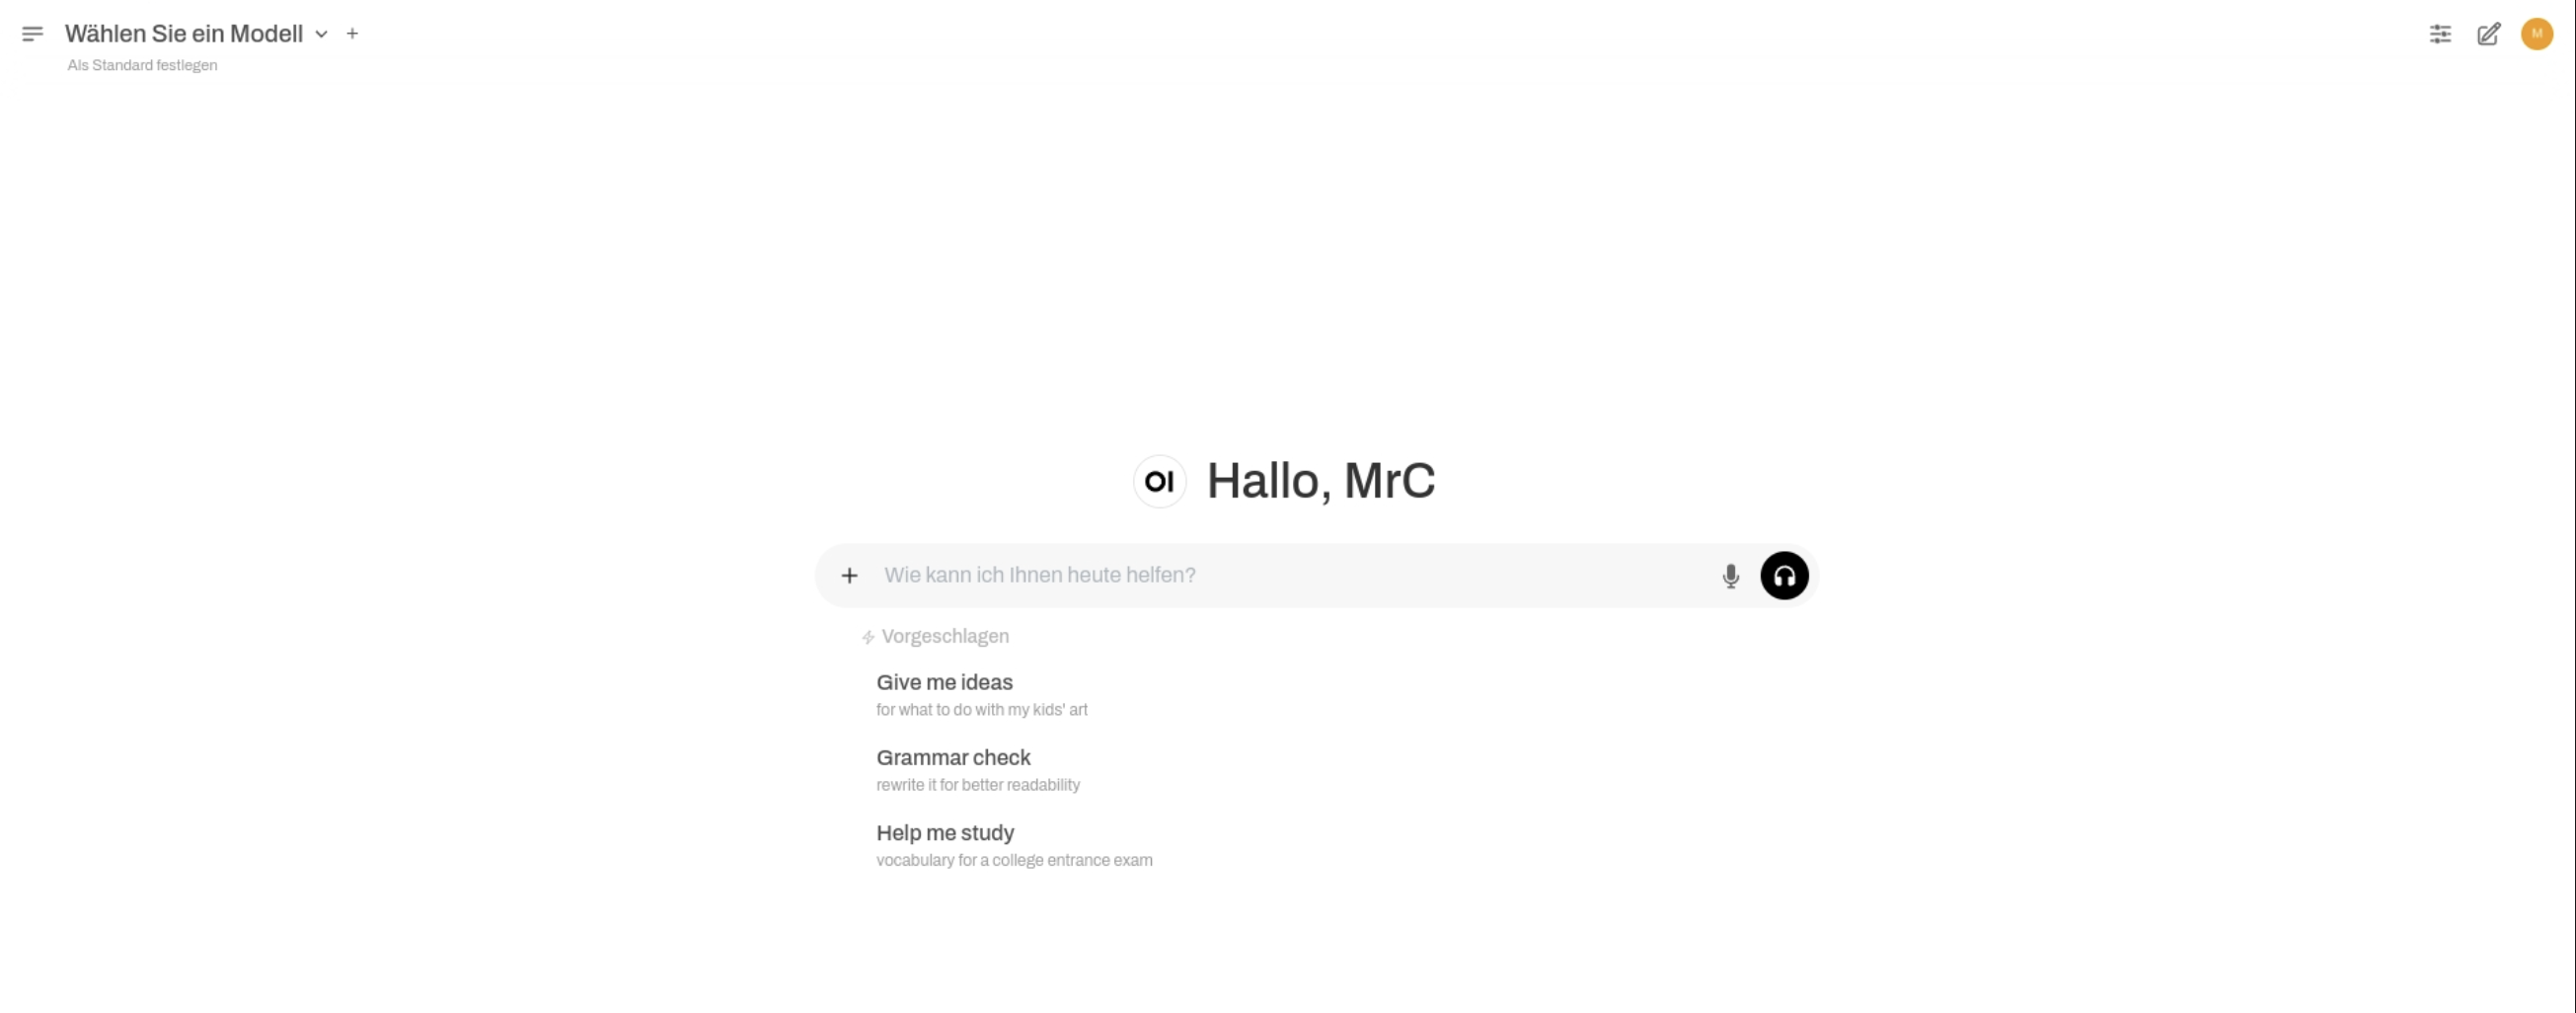 Wählen Sie ein Modell
Als Standard festlegen
M
OI Hallo, MrC
Wie kann ich Ihnen heute helfen?
Vorgeschlagen
Give me ideas
for what to do with my kids' art
Grammar check
rewrite it for better readability
Help me study
vocabulary for a college entrance exam